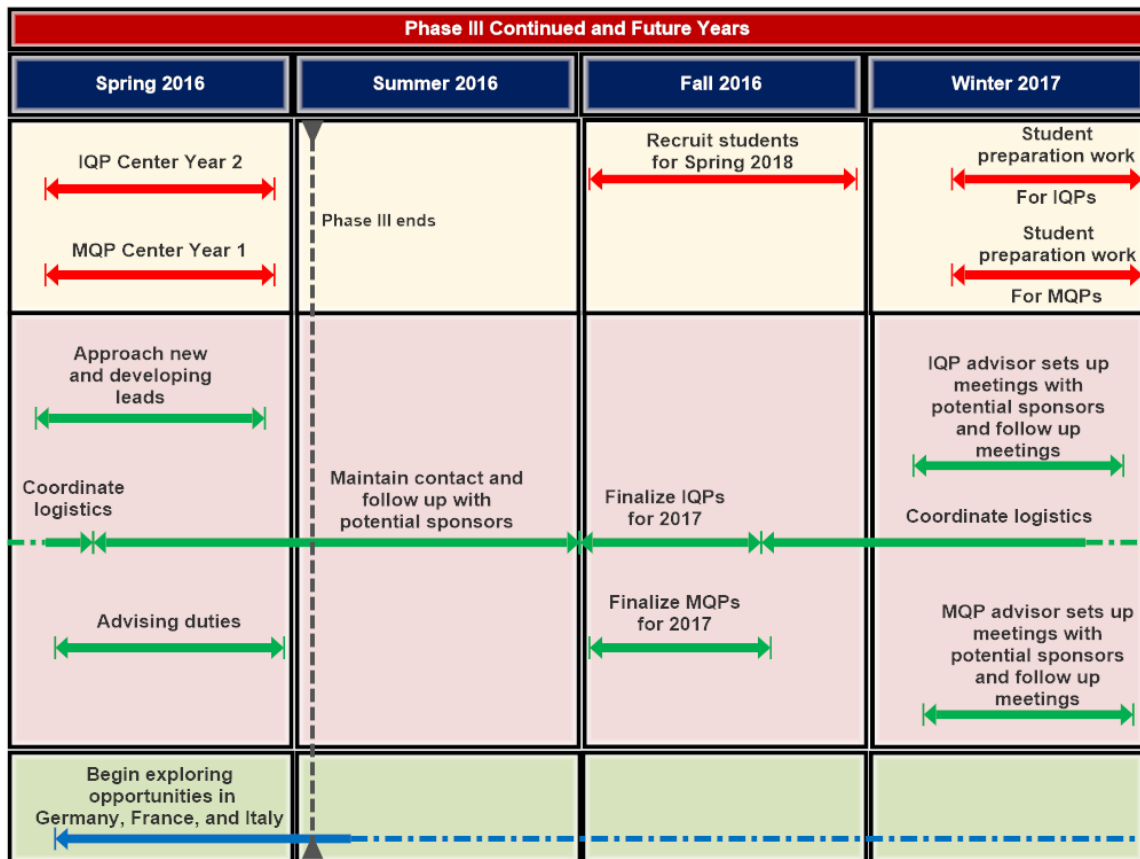 Phase III Continued and Future Years
Spring 2016
Summer 2016
Fall 2016
Winter 2017
IQP Center Year 2
MQP Center Year 1
Phase III ends
Recruit students
for Spring 2018
Student
preparation work
For IQPs
Student
preparation work
For MQPs
Approach new
and developing
leads
Coordinate
logistics
Advising duties
Maintain contact and
follow up with
potential sponsors
Finalize IQPs
for 2017
Finalize MQPs
for 2017
IQP advisor sets up
meetings with
potential sponsors
and follow up
meetings
Coordinate logistics
MQP advisor sets up
meetings with
potential sponsors
and follow up
meetings
Begin exploring
opportunities in
Germany, France, and Italy